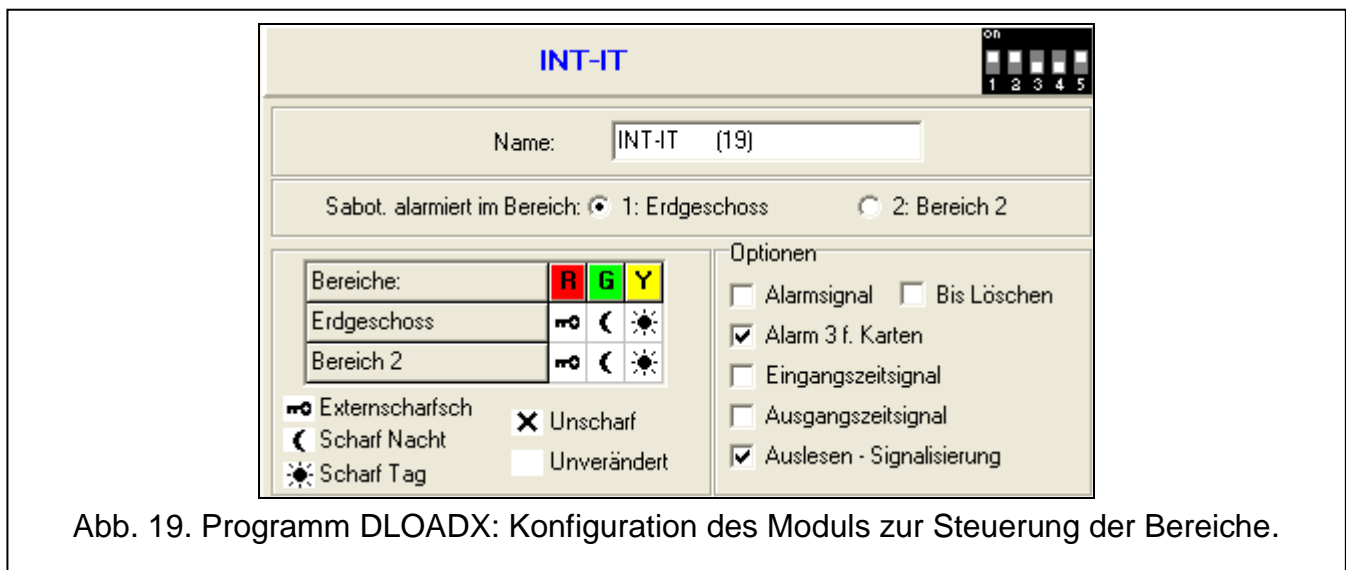 INT-IT
on
1 2 3 4 5
Name: INT-IT (19)
Sabot. alarmiert im Bereich: 1: Erdgeschoss 2: Bereich 2
Bereiche: R G Y
Erdgeschoss
Bereich 2
Externscharfsch
Scharf Nacht
Scharf Tag
Unscharf
Unverändert
Optionen
Alarmsignal Bis Löschen
Alarm 3 f. Karten
Eingangszeitsignal
Ausgangszeitsignal
Auslesen - Signalisierung
Abb. 19. Programm DLOADX: Konfiguration des Moduls zur Steuerung der Bereiche.